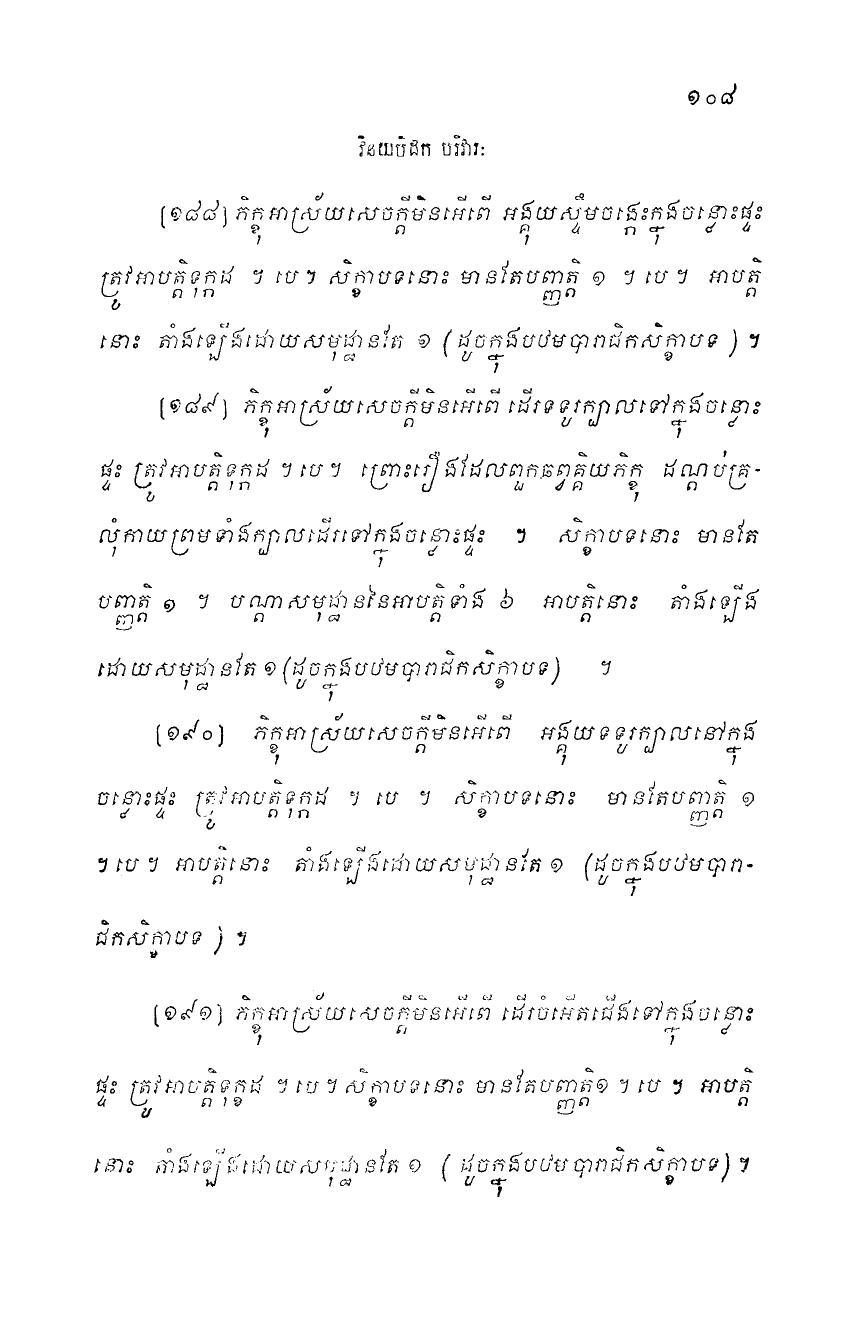 ១០៨
វិនយបិដក បរិវារៈ
(១៨៨) ភិក្ខុអាស្រ័យសេចក្តីមិនអើពើ អង្គុយស្ទឹមចង្កេះក្នុងចន្លោះផ្ទះ
ត្រូវអាបត្តិទុក្កដ ។ បេ។ សិក្ខាបទនោះ មានតែបញ្ញត្តិ ១ ។ បេ ។ អាបត្តិ
នោះ តាំងឡើងដោយសមុដ្ឋានតែ ១ (ដូចក្នុងបឋមបារាជិកសិក្ខាបទ ) ។
(១៨៩) ភិក្ខុអាស្រ័យសេចក្តីមិនអើពើ ដើរទទូរក្បាលទៅក្នុងចន្លោះ
ផ្ទះ ត្រូវអាបត្តិទុក្កដ ។ បេ ។ ព្រោះរឿងដែលពួកឆព្វគ្គិយភិក្ខុ ដណ្តប់គ្រ-
លុំកាយព្រមទាំងក្បាលដើរទៅក្នុងចន្លោះផ្ទះ ។ សិក្ខាបទនោះ មានតែ
បញ្ញត្តិ ១ ។ បណ្តាសមុដ្ឋាននៃអាបត្តិទាំង ៦ អាបត្តិនោះ តាំងឡើង
ដោយសមុដ្ឋានតែ ១ (ដូចក្នុងបឋមបារាជិកសិក្ខាបទ) ។
(១៩០) ភិក្ខុអាស្រ័យសេចក្តីមិនអើពើ អង្គុយទទូរក្បាលនៅក្នុង
ចន្លោះផ្ទះ ត្រូវអាបត្តិទុក្កដ ។ បេ ។ សិក្ខាបទនោះ មានតែបញ្ញត្តិ ១
។ បេ ។ អាបត្តិនោះ តាំងឡើងដោយសមុដ្ឋានតែ ១ (ដូចក្នុងបឋមបារា-
ជិកសិក្ខាបទ ) ។
(១៩១) ភិក្ខុអាស្រ័យសេចក្តីមិនអើពើ ដើរចំអើតជើងទៅក្នុងចន្លោះ
ផ្ទះ ត្រូវអាបត្តិទុក្ខដ ។ បេ ។ សិក្ខាបទនោះ មានតែបញ្ញត្តិ១ ។ បេ ។ អាបត្តិ
នោះ តាំងឡើងដោយសមុដ្ឋានតែ ១ ( ដូចក្នុងបឋមបារាជិកសិក្ខាបទ) ។